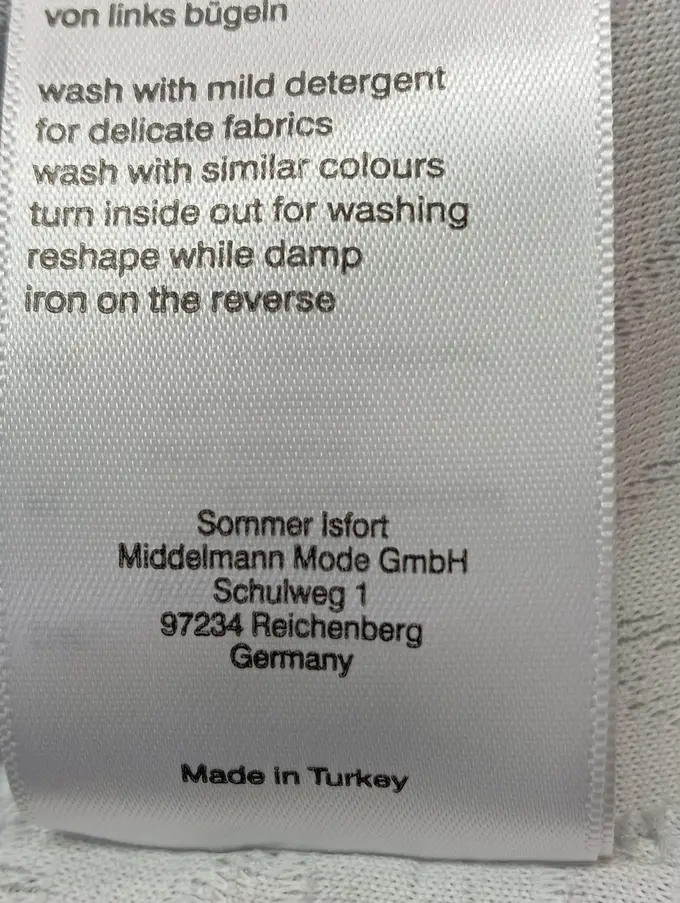 von links bügeln
wash with mild detergent
for delicate fabrics
wash with similar colours
turn inside out for washing
reshape while damp
iron on the reverse
Sommer Isfort
Middelmann Mode GmbH
Schulweg 1
97234 Reichenberg
Germany
Made in Turkey